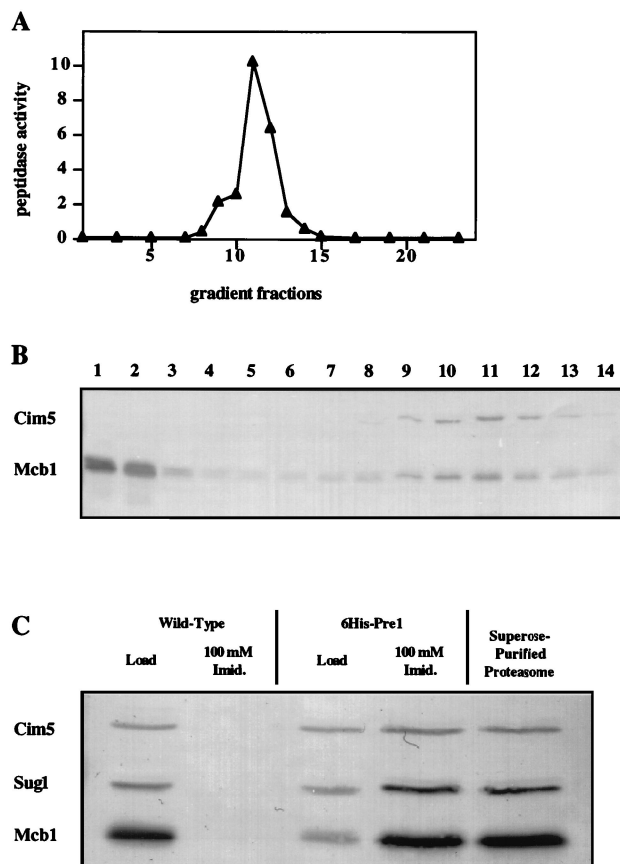 A
peptidase activity
10
8
6
4
2
0
5 10 15 20
gradient fractions
B
1 2 3 4 5 6 7 8 9 10 11 12 13 14
Cim5
Mcb1
C
Wild-Type 6His-Pre1 Superose-Purified Proteasome
Load 100 mM Imid. Load 100 mM Imid.
Cim5
Sug1
Mcb1